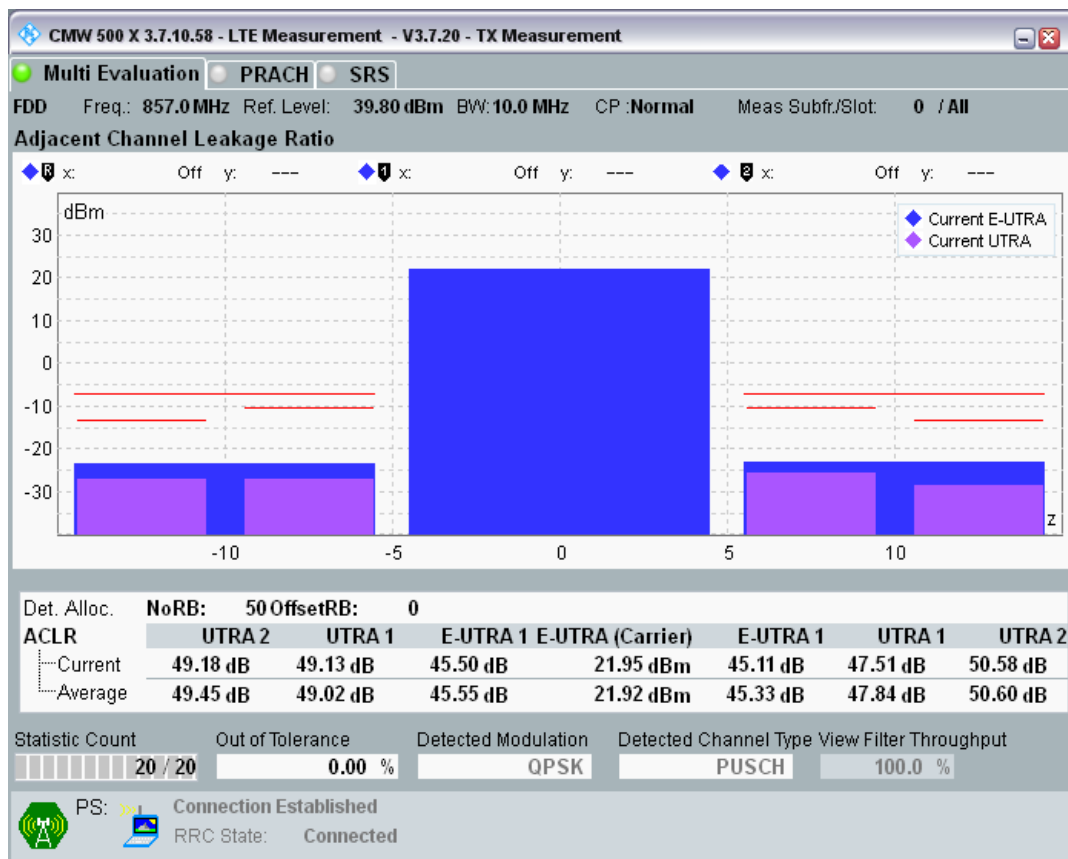 CMW 500 X 3.7.10.58 - LTE Measurement - V3.7.20 - TX Measurement
Multi Evaluation PRACH SRS
FDD Freq.: 857.0 MHz Ref. Level: 39.80 dBm BW: 10.0 MHz CP :Normal Meas Subfr./Slot: 0 / All
Adjacent Channel Leakage Ratio
R x: Off y: --- 1 x: Off y: --- 2 x: Off y: ---
dBm
Current E-UTRA
Current UTRA
30
20
10
0
-10
-20
-30
z
-10 -5 0 5 10
Det. Alloc. NoRB: 50 OffsetRB: 0
ACLR UTRA 2 UTRA 1 E-UTRA 1 E-UTRA (Carrier) E-UTRA 1 UTRA 1 UTRA 2
Current 49.18 dB 49.13 dB 45.50 dB 21.95 dBm 45.11 dB 47.51 dB 50.58 dB
Average 49.45 dB 49.02 dB 45.55 dB 21.92 dBm 45.33 dB 47.84 dB 50.60 dB
Statistic Count Out of Tolerance Detected Modulation Detected Channel Type View Filter Throughput
20 / 20 0.00 % QPSK PUSCH 100.0 %
PS: Connection Established
RRC State: Connected